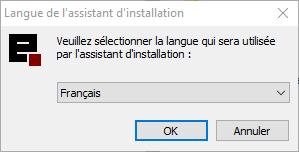 Langue de l'assistant d'installation
Veuillez sélectionner la langue qui sera utilisée
par l'assistant d'installation :
Français
OK
Annuler